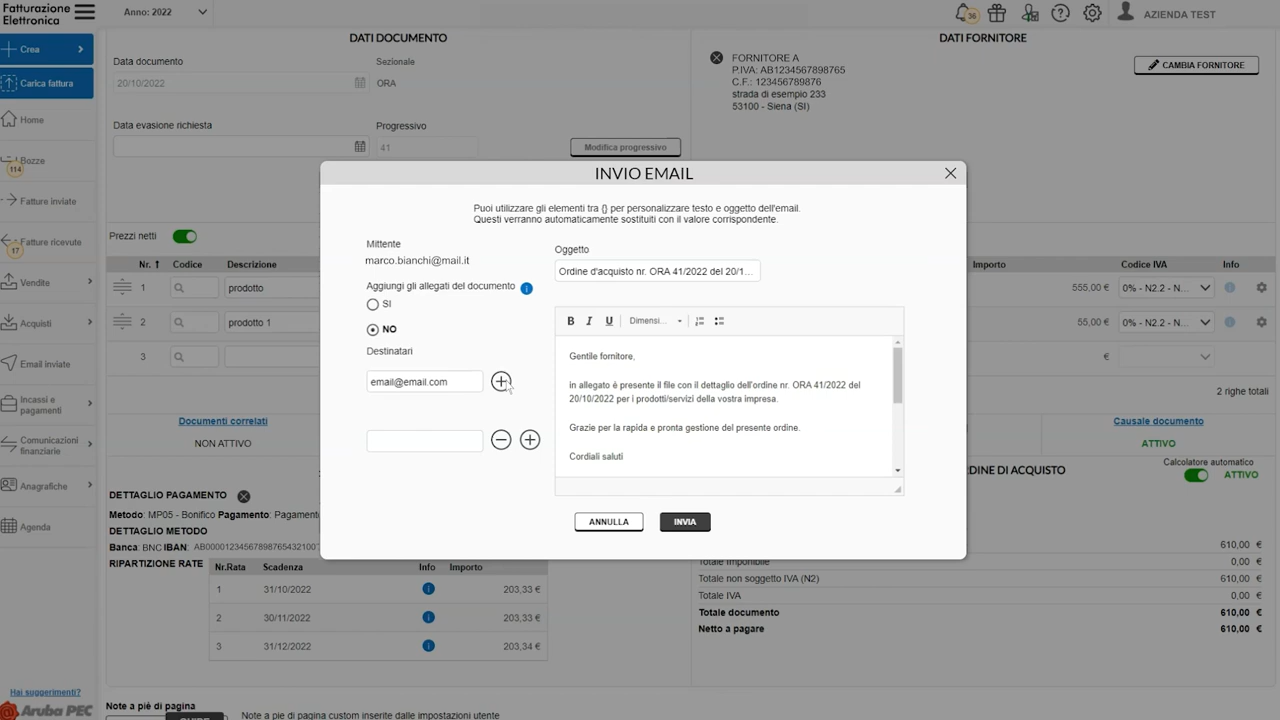 Fatturazione
Elettronica
Anno: 2022
36
AZIENDA TEST
Crea
Carica fattura
Home
Bozze
114
Fatture inviate
Fatture ricevute
17
Vendite
Acquisti
Email inviate
Incassi e
pagamenti
Comunicazioni
finanziarie
Anagrafiche
Agenda
Hai suggerimenti?
Aruba PEC
DATI DOCUMENTO
Data documento
Sezionale
20/10/2022
ORA
Data evasione richiesta
Progressivo
41
Modifica progressivo
DATI FORNITORE
FORNITORE A
P.IVA: AB1234567898765
C.F.: 123456789876
strada di esempio 233
53100 - Siena (SI)
CAMBIA FORNITORE
Prezzi netti
Nr. Codice Descrizione
Importo Codice IVA Info
1 prodotto 555,00 € 0% - N2.2 - N...
2 prodotto 1 55,00 € 0% - N2.2 - N...
3 €
2 righe totali
Documenti correlati
NON ATTIVO
Causale documento
ATTIVO
INVIO EMAIL
Puoi utilizzare gli elementi tra {} per personalizzare testo e oggetto dell'email.
Questi verranno automaticamente sostituiti con il valore corrispondente.
Mittente
marco.bianchi@mail.it
Aggiungi gli allegati del documento
SI
NO
Destinatari
email@email.com
Oggetto
Ordine d'acquisto nr. ORA 41/2022 del 20/1...
B I U Dimensi...
Gentile fornitore,
in allegato è presente il file con il dettaglio dell'ordine nr. ORA 41/2022 del
20/10/2022 per i prodotti/servizi della vostra impresa.
Grazie per la rapida e pronta gestione del presente ordine.
Cordiali saluti
ANNULLA
INVIA
DETTAGLIO PAGAMENTO
Metodo: MP05 - Bonifico Pagamento: Pagamento
DETTAGLIO METODO
Banca: BNC IBAN:
RIPARTIZIONE RATE
Nr.Rata Scadenza Info Importo
1 31/10/2022 203,33 €
2 30/11/2022 203,33 €
3 31/12/2022 203,34 €
RDINE DI ACQUISTO
Calcolatore automatico
ATTIVO
610,00 €
Totale Imponibile 0,00 €
Totale non soggetto IVA (N2) 610,00 €
Totale IVA 0,00 €
Totale documento 610,00 €
Netto a pagare 610,00 €
Note a piè di pagina
Note a pie di pagina custom inserite dalle impostazioni utente